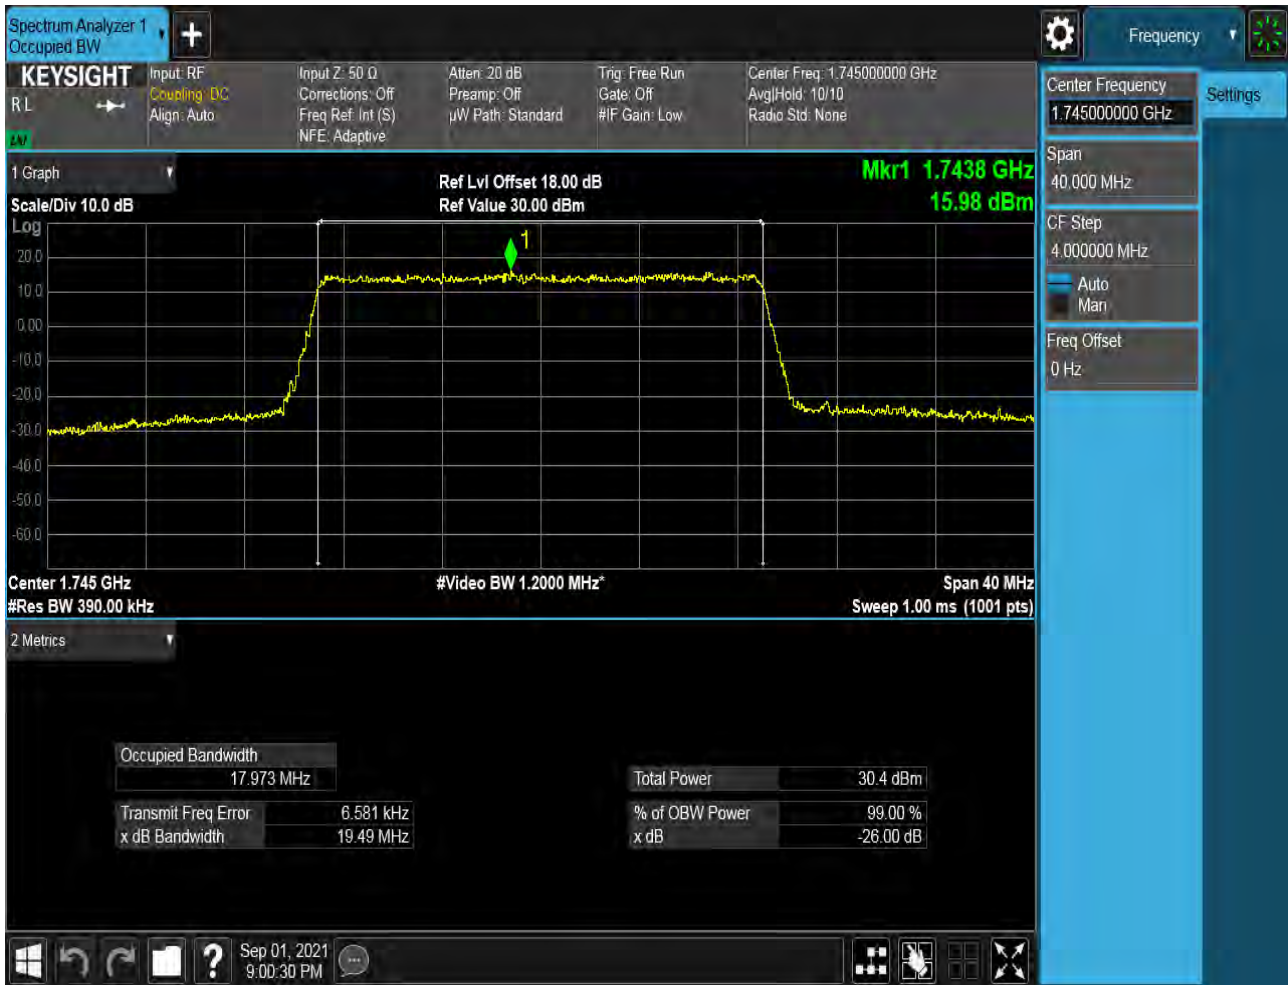 Spectrum Analyzer 1
Occupied BW
Frequency
KEYSIGHT
R L
Input: RF
Coupling: DC
Align: Auto
Input Z: 50 Ω
Corrections: Off
Freq Ref: Int (S)
NFE: Adaptive
Atten: 20 dB
Preamp: Off
µW Path: Standard
Trig: Free Run
Gate: Off
#IF Gain: Low
Center Freq: 1.745000000 GHz
Avg|Hold: 10/10
Radio Std: None
1 Graph
Scale/Div 10.0 dB
Ref Lvl Offset 18.00 dB
Ref Value 30.00 dBm
Mkr1 1.7438 GHz
15.98 dBm
Log
1
20.0
10.0
0.00
-10.0
-20.0
-30.0
-40.0
-50.0
-60.0
Center 1.745 GHz
#Video BW 1.2000 MHz*
Span 40 MHz
#Res BW 390.00 kHz
Sweep 1.00 ms (1001 pts)
2 Metrics
Occupied Bandwidth
17.973 MHz
Total Power 30.4 dBm
Transmit Freq Error 6.581 kHz
% of OBW Power 99.00 %
x dB Bandwidth 19.49 MHz
x dB -26.00 dB
Center Frequency
1.745000000 GHz
Settings
Span
40.000 MHz
CF Step
4.000000 MHz
Auto
Man
Freq Offset
0 Hz
?
Sep 01, 2021
9:00:30 PM